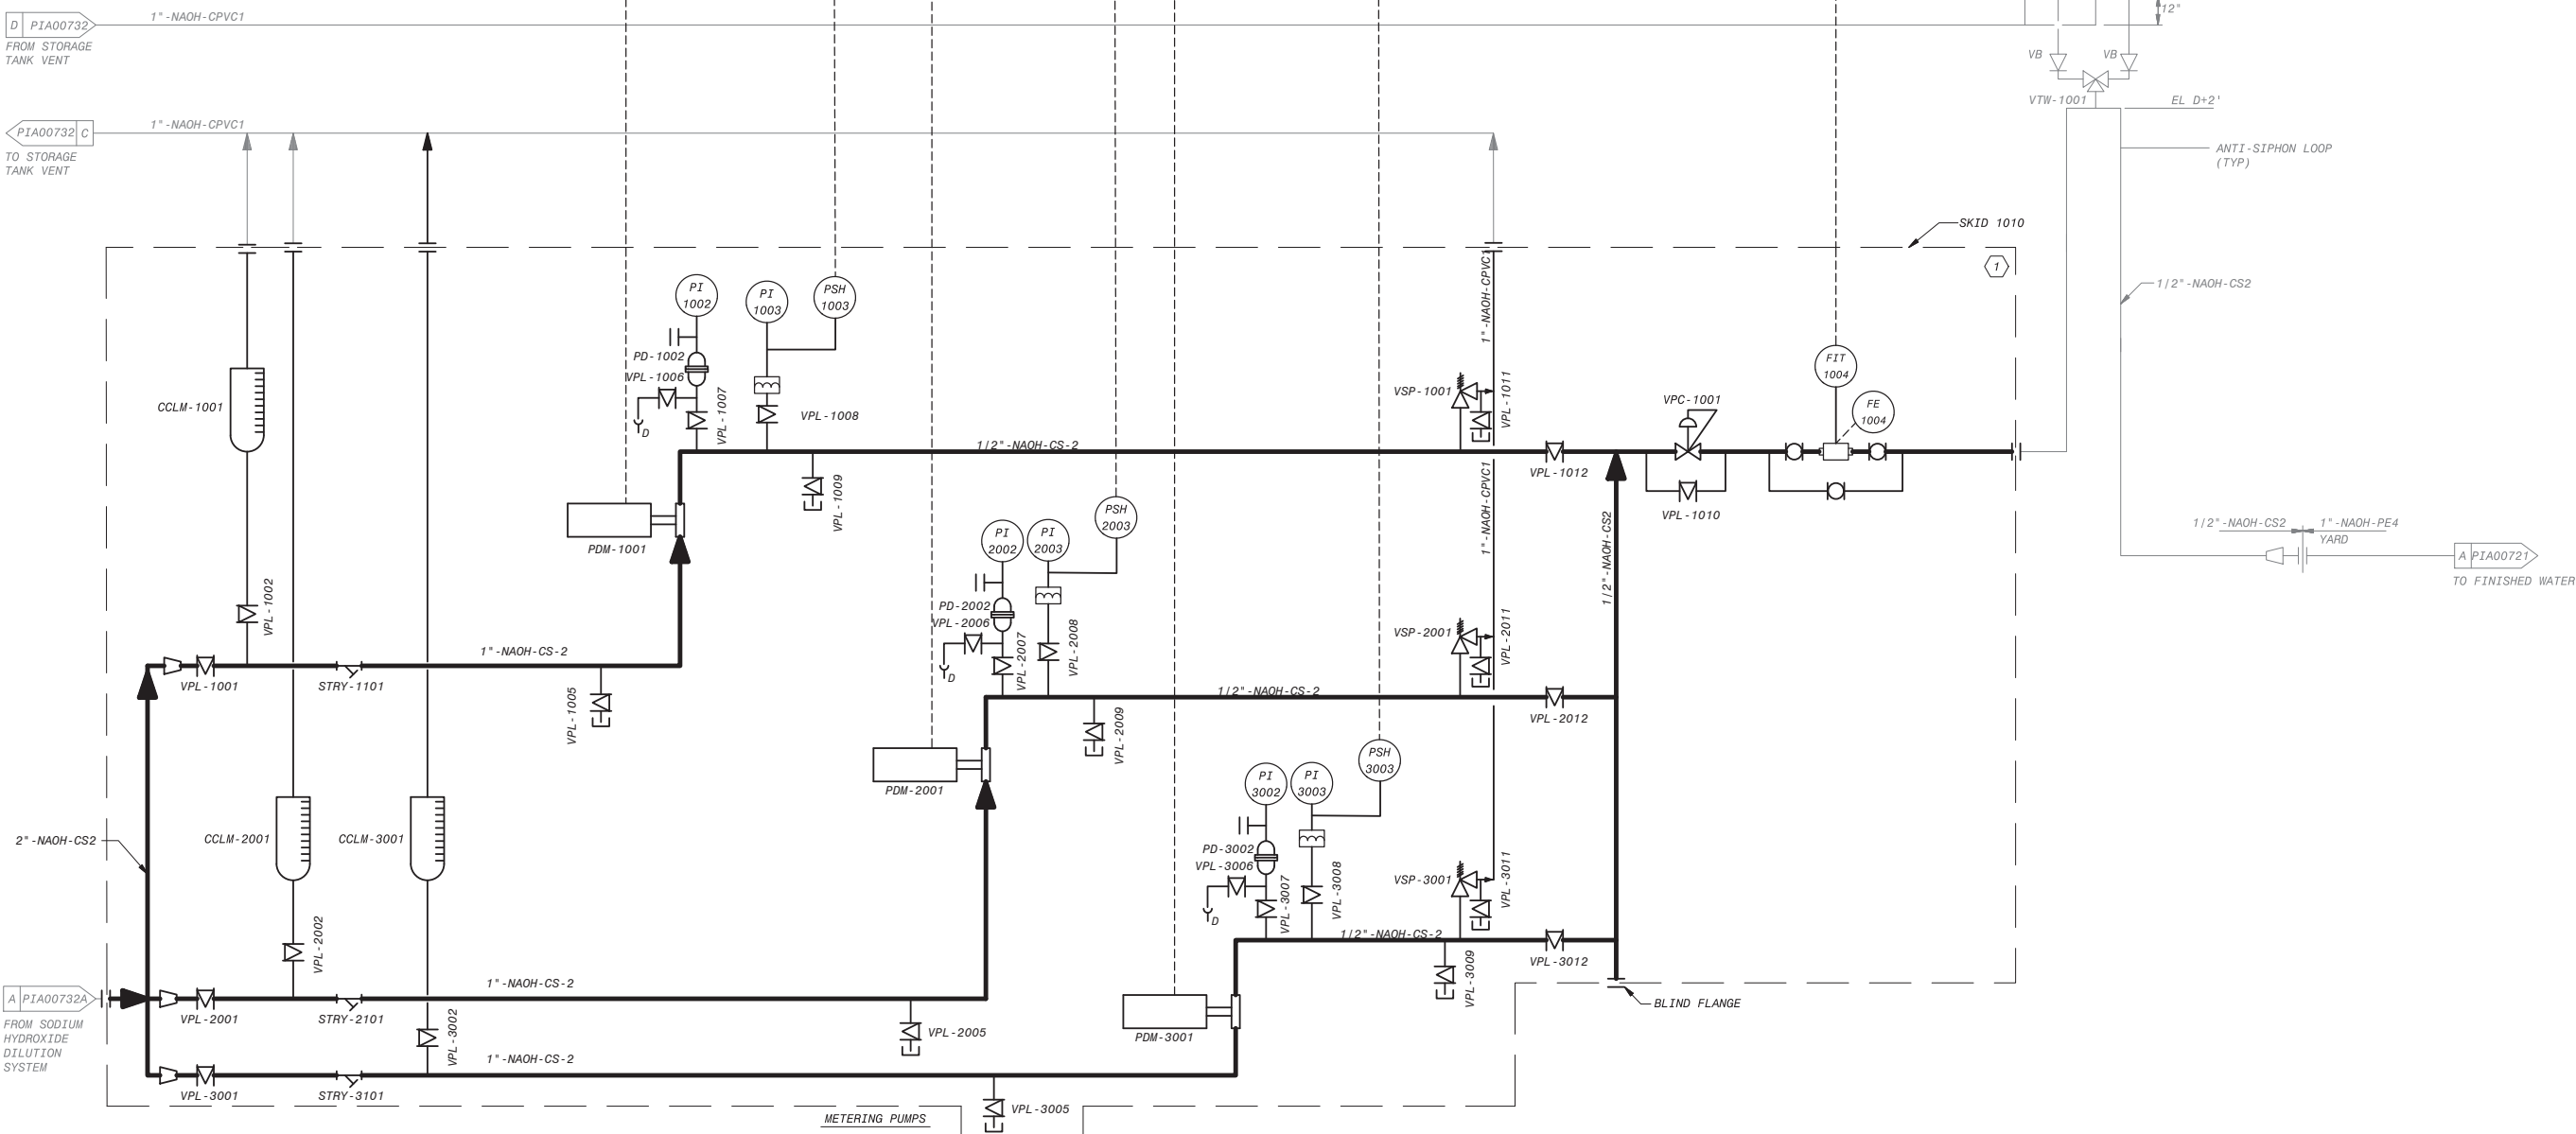 D PIA00732
1"-NAOH-CPVC1
FROM STORAGE
TANK VENT
12"
VB
VB
VTW-1001
EL D+2'
PIA00732 C
1"-NAOH-CPVC1
TO STORAGE
TANK VENT
ANTI-SIPHON LOOP
(TYP)
SKID 1010
1
1/2"-NAOH-CS2
PI
1002
PI
1003
PSH
1003
1"-NAOH-CPVC1
PD-1002
VPL-1006
VPL-1007
D
VPL-1008
CCLM-1001
VSP-1001
VPL-1011
FIT
1004
FE
1004
VPC-1001
1/2"-NAOH-CS-2
VPL-1012
VPL-1009
VPL-1010
PDM-1001
1"-NAOH-CPVC1
1/2"-NAOH-CS2
PI
2002
PI
2003
PSH
2003
1/2"-NAOH-CS2
1"-NAOH-PE4
YARD
A PIA00721
TO FINISHED WATER
VPL-1002
PD-2002
VPL-2006
VPL-2007
D
VPL-2008
VSP-2001
VPL-2011
1"-NAOH-CS-2
VPL-1001
STRY-1101
VPL-1005
1/2"-NAOH-CS-2
VPL-2012
VPL-2009
PDM-2001
PI
3002
PI
3003
PSH
3003
2"-NAOH-CS2
CCLM-2001
CCLM-3001
PD-3002
VPL-3006
VPL-3007
D
VPL-3008
VSP-3001
VPL-3011
VPL-2002
1/2"-NAOH-CS-2
VPL-3012
VPL-3009
A PIA00732A
FROM SODIUM
HYDROXIDE
DILUTION
SYSTEM
1"-NAOH-CS-2
VPL-2001
STRY-2101
VPL-3002
VPL-2005
PDM-3001
BLIND FLANGE
1"-NAOH-CS-2
VPL-3001
STRY-3101
VPL-3005
METERING PUMPS